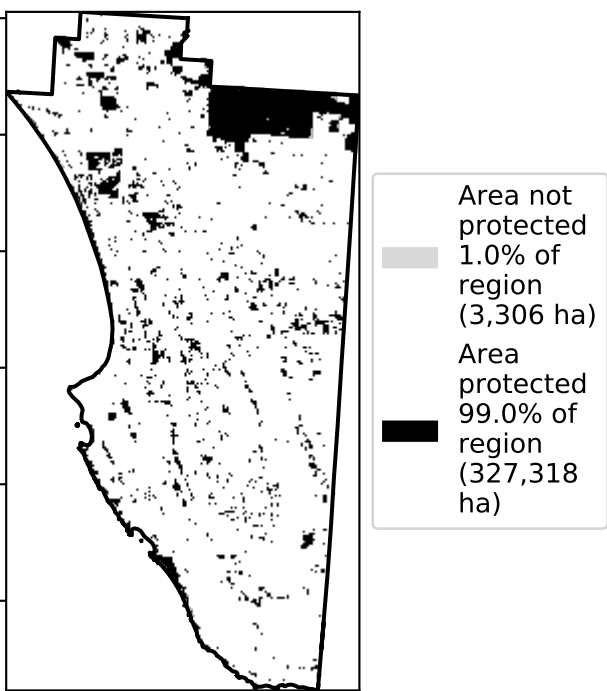 Area not
protected
1.0% of
region
(3,306 ha)
Area
protected
99.0% of
region
(327,318
ha)